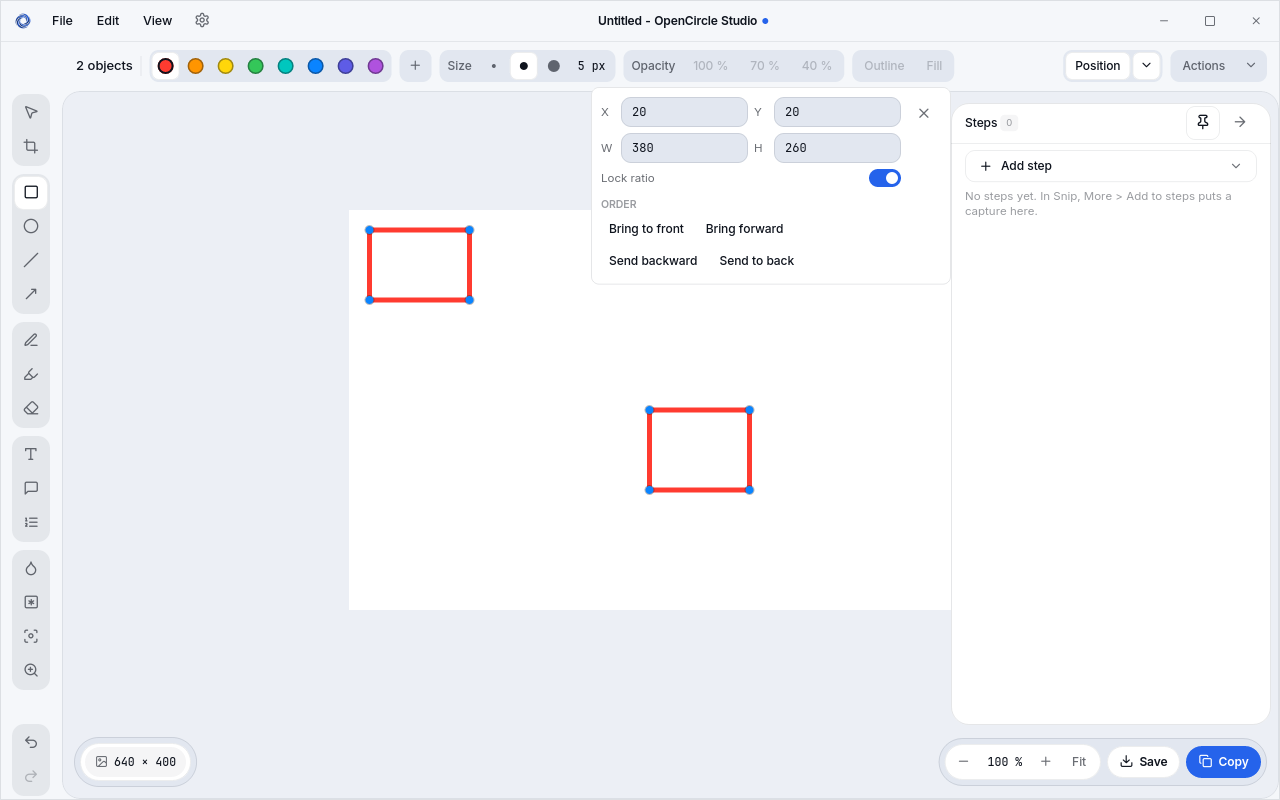 File Edit View
Untitled - OpenCircle Studio
2 objects
Size 5 px
Opacity 100 % 70 % 40 %
Outline Fill
Position
Actions
X 20 Y 20
W 380 H 260
Lock ratio
ORDER
Bring to front Bring forward
Send backward Send to back
Steps 0
Add step
No steps yet. In Snip, More > Add to steps puts a
capture here.
640 × 400
100 %
Fit
Save
Copy